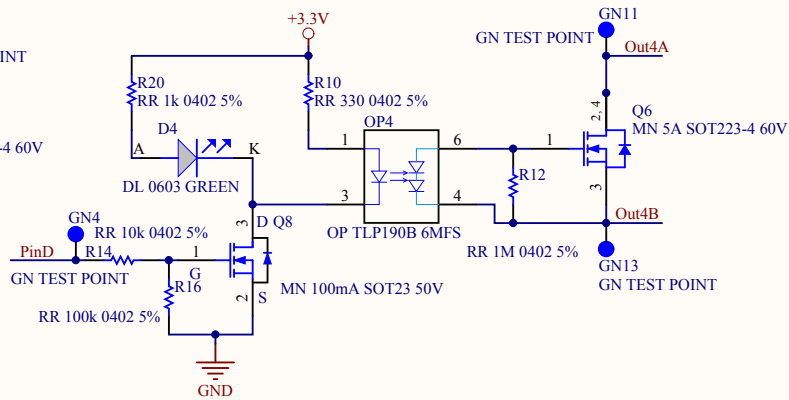 GN11
+3.3V
GN TEST POINT
Out4A
INT
R20
RR 1k 0402 5%
R10
RR 330 0402 5%
2, 4
Q6
MN 5A SOT223-4 60V
D4
OP4
1
6
1
-4 60V
A
K
DL 0603 GREEN
R12
3
3
4
OP TLP190B 6MFS
Out4B
GN4
RR 10k 0402 5%
3
D Q8
RR 1M 0402 5%
PinD
R14
1
GN13
GN TEST POINT
G
R16
GN TEST POINT
MN 100mA SOT23 50V
2
S
RR 100k 0402 5%
GND